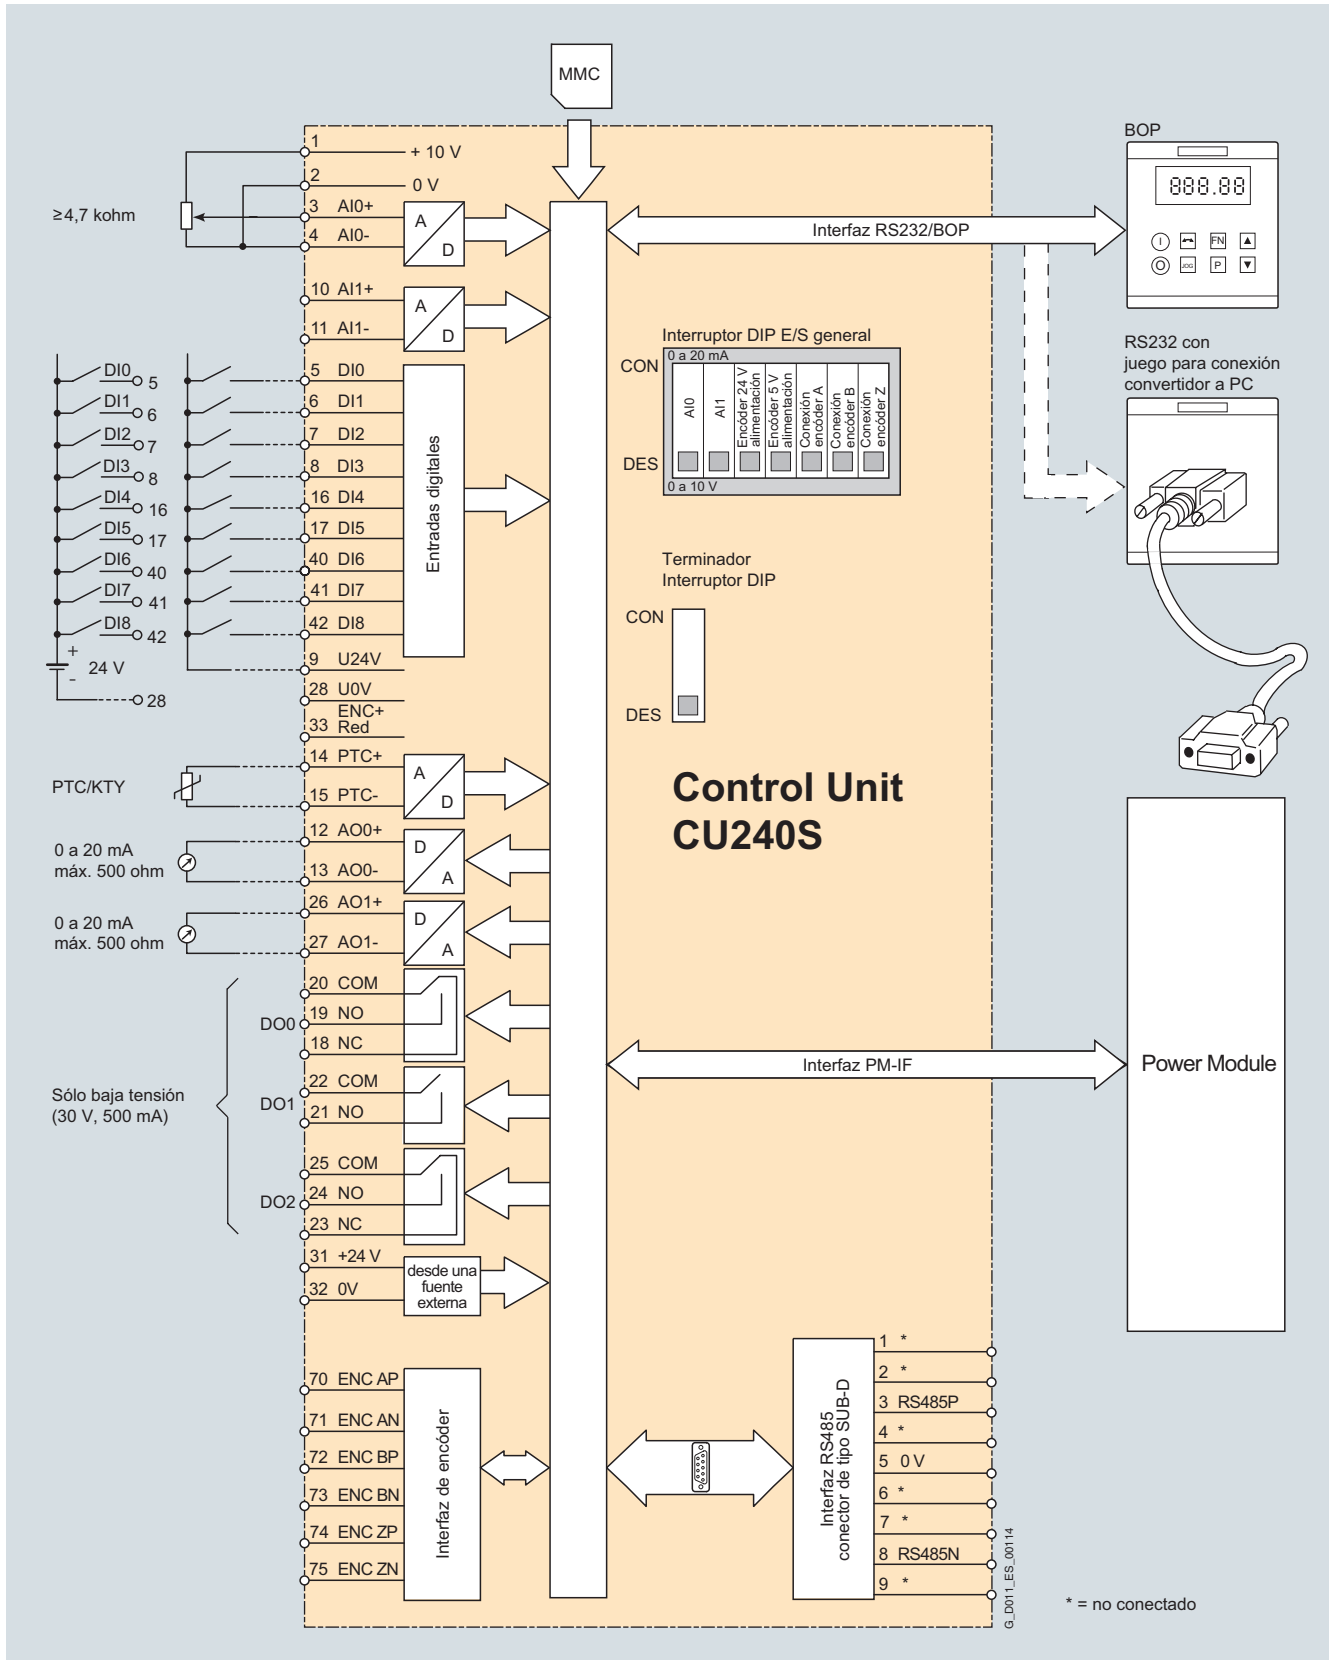 MMC
BOP
1
+ 10 V
2
0 V
≥4,7 kohm
3 AI0+
4 AI0-
A
D
Interfaz RS232/BOP
888.88
I
FN
O
JOG
P
10 AI1+
11 AI1-
A
D
Interruptor DIP E/S general
CON
0 a 20 mA
AI0
AI1
Encóder 24 V
alimentación
Encóder 5 V
alimentación
Conexión
encóder A
Conexión
encóder B
Conexión
encóder Z
DES
0 a 10 V
RS232 con
juego para conexión
convertidor a PC
DI0 5
DI1 6
DI2 7
DI3 8
DI4 16
DI5 17
DI6 40
DI7 41
DI8 42
+
24 V
-
28
5 DI0
6 DI1
7 DI2
8 DI3
16 DI4
17 DI5
40 DI6
41 DI7
42 DI8
Entradas digitales
9 U24V
28 U0V
33 ENC+
Red
Terminador
Interruptor DIP
CON
DES
PTC/KTY
14 PTC+
15 PTC-
A
D
Control Unit
CU240S
0 a 20 mA
máx. 500 ohm
12 AO0+
13 AO0-
D
A
0 a 20 mA
máx. 500 ohm
26 AO1+
27 AO1-
D
A
Sólo baja tensión
(30 V, 500 mA)
DO0
20 COM
19 NO
18 NC
DO1
22 COM
21 NO
DO2
25 COM
24 NO
23 NC
Interfaz PM-IF
Power Module
31 +24 V
32 0V
desde una
fuente
externa
70 ENC AP
71 ENC AN
72 ENC BP
73 ENC BN
74 ENC ZP
75 ENC ZN
Interfaz de encóder
Interfaz RS485
conector de tipo SUB-D
1 *
2 *
3 RS485P
4 *
5 0 V
6 *
7 *
8 RS485N
9 *
G_D011_ES_00114
* = no conectado